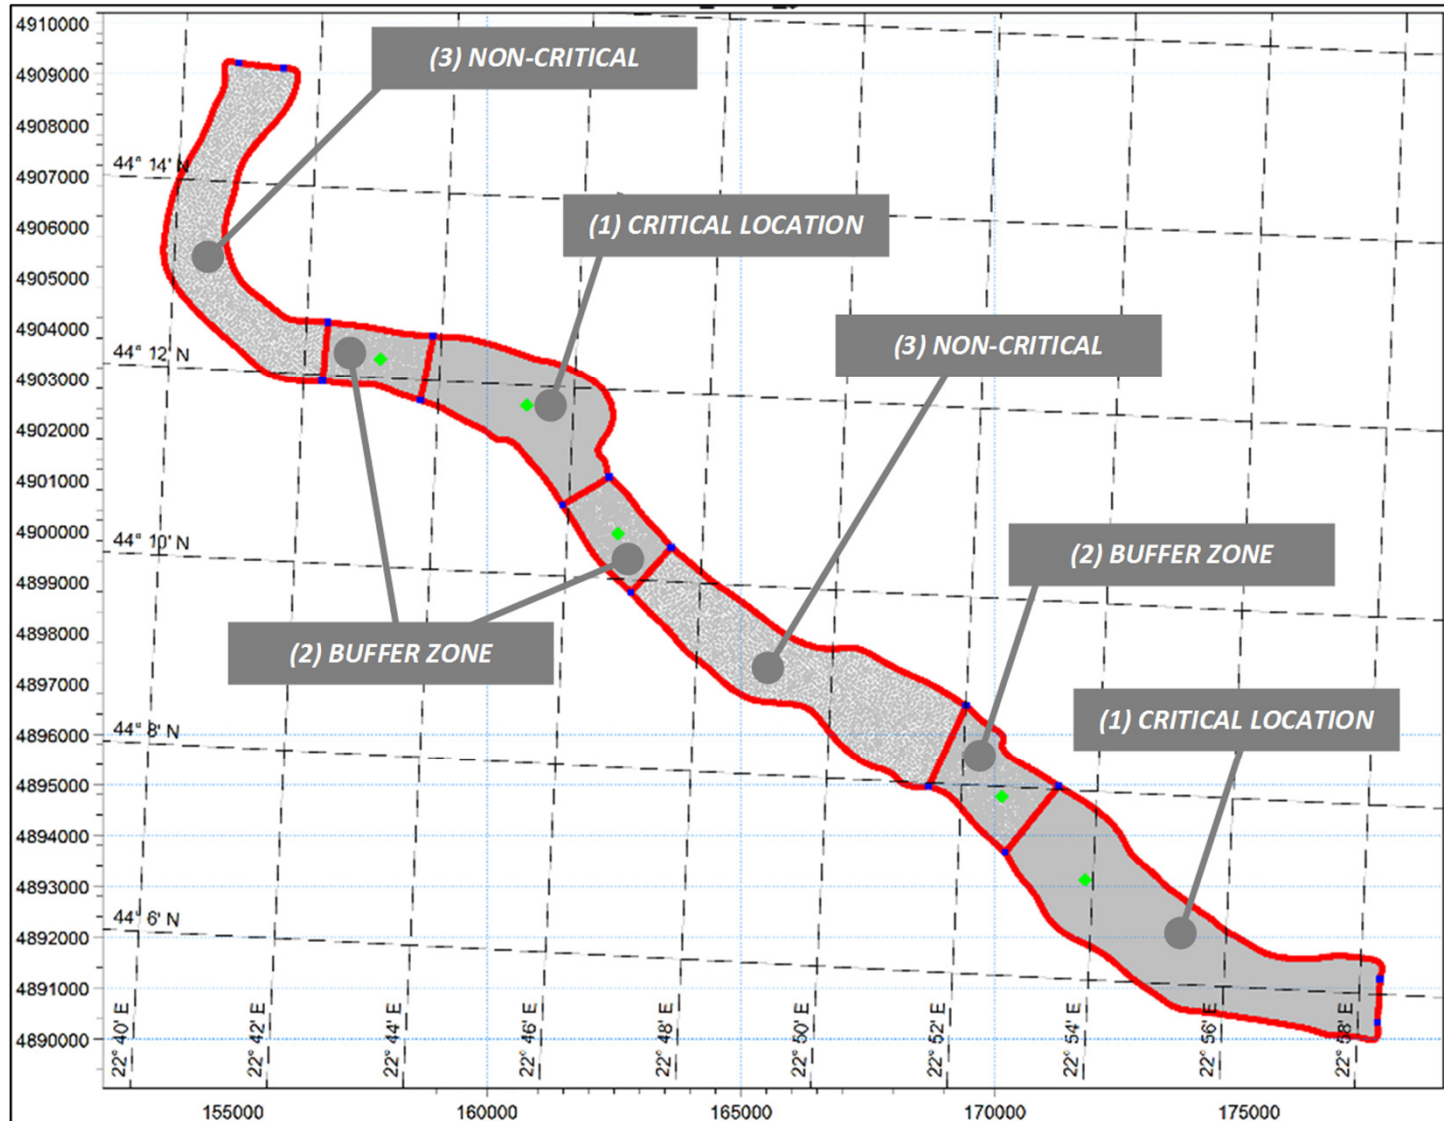 4910000
(3) NON-CRITICAL
4909000
4908000
44° 14' N
4907000
(1) CRITICAL LOCATION
4906000
4905000
4904000
(3) NON-CRITICAL
44° 12' N
4903000
4902000
4901000
4900000
44° 10' N
(2) BUFFER ZONE
4899000
4898000
(2) BUFFER ZONE
4897000
(1) CRITICAL LOCATION
44° 8' N
4896000
4895000
4894000
4893000
44° 6' N
4892000
4891000
4890000
22° 40' E
22° 42' E
22° 44' E
22° 46' E
22° 48' E
22° 50' E
22° 52' E
22° 54' E
22° 56' E
22° 58' E
155000
160000
165000
170000
175000